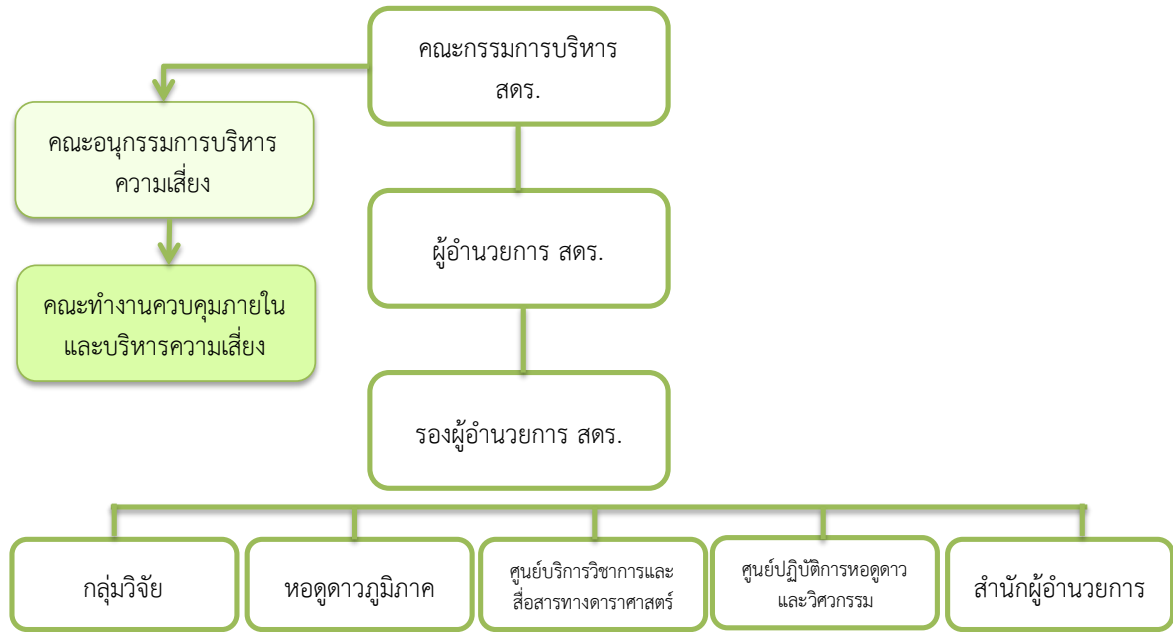 คณะกรรมการบริหาร
สดร.
คณะอนุกรรมการบริหาร
ความเสี่ยง
ผู้อำนวยการ สดร.
คณะทำงานควบคุมภายใน
และบริหารความเสี่ยง
รองผู้อำนวยการ สดร.
กลุ่มวิจัย
หอดูดาวภูมิภาค
ศูนย์บริการวิชาการและ
สื่อสารทางดาราศาสตร์
ศูนย์ปฏิบัติการหอดูดาว
และวิศวกรรม
สำนักผู้อำนวยการ